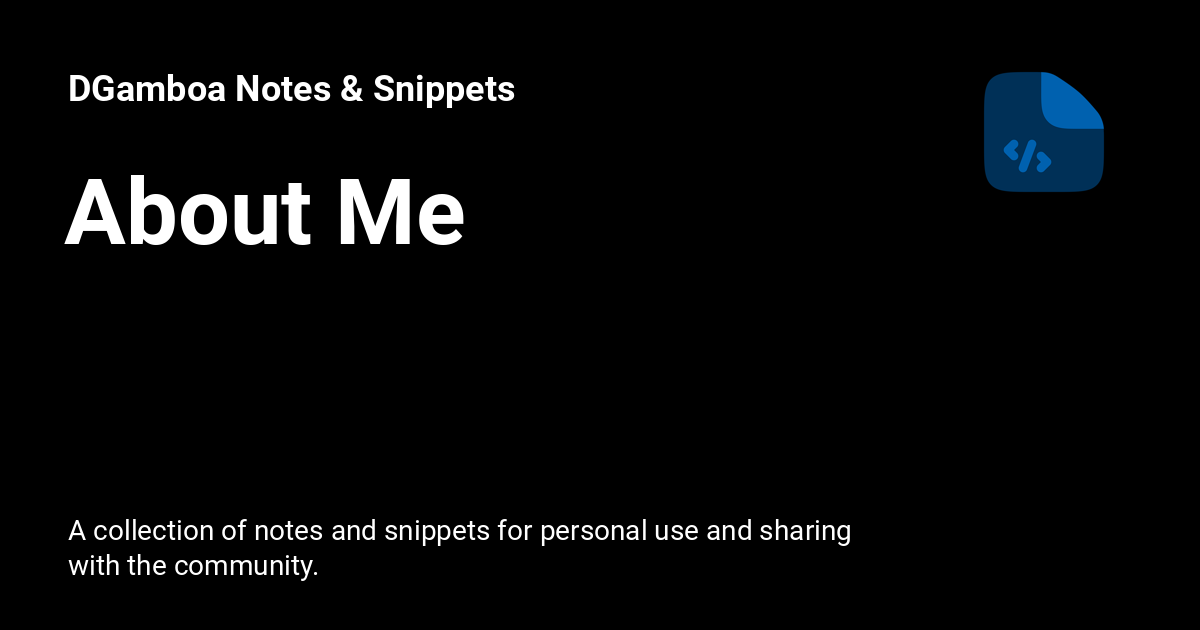 DGamboa Notes & Snippets
About Me
A collection of notes and snippets for personal use and sharing
with the community.